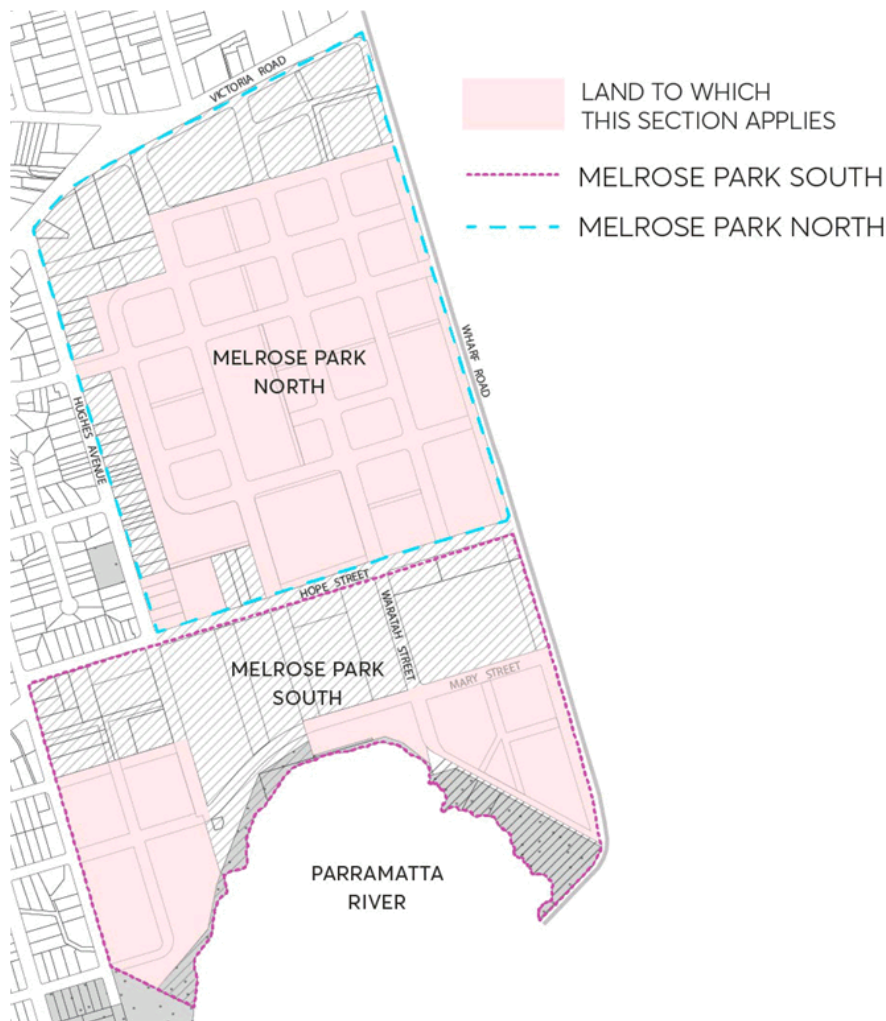 VICTORIA ROAD
LAND TO WHICH
THIS SECTION APPLIES
MELROSE PARK SOUTH
MELROSE PARK NORTH
MELROSE PARK
NORTH
WHARF ROAD
HUGHES AVENUE
HOPE STREET
WARATAH STREET
MELROSE PARK
SOUTH
MARY STREET
PARRAMATTA
RIVER